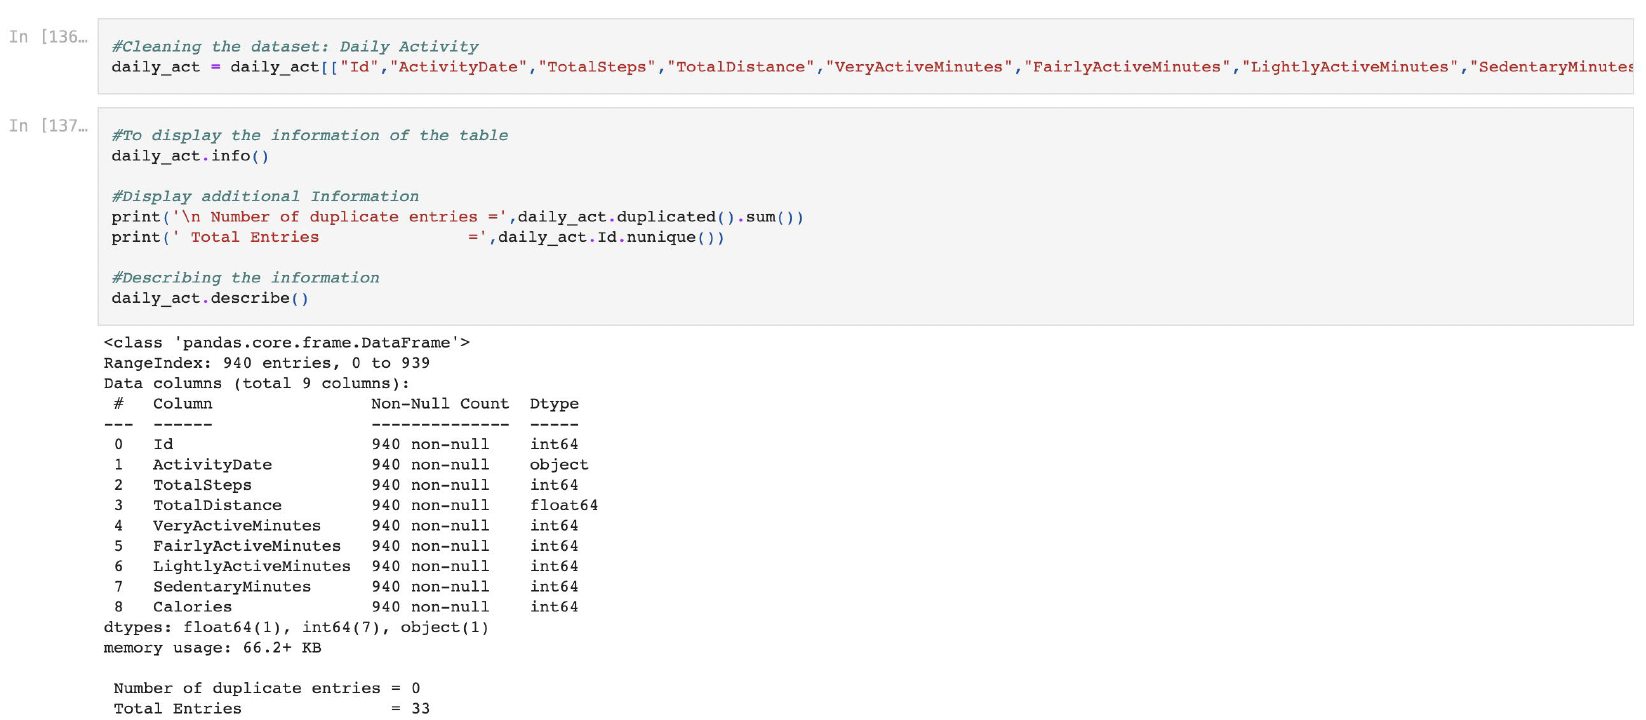 In [136…
#Cleaning the dataset: Daily Activity
daily_act = daily_act[["Id","ActivityDate","TotalSteps","TotalDistance","VeryActiveMinutes","FairlyActiveMinutes","LightlyActiveMinutes","SedentaryMinutes
In [137…
#To display the information of the table
daily_act.info()
#Display additional Information
print('\n Number of duplicate entries =',daily_act.duplicated().sum())
print(' Total Entries               =',daily_act.Id.nunique())
#Describing the information
daily_act.describe()
<class 'pandas.core.frame.DataFrame'>
RangeIndex: 940 entries, 0 to 939
Data columns (total 9 columns):
 #   Column                Non-Null Count  Dtype
---  ------                --------------  -----
 0   Id                    940 non-null    int64
 1   ActivityDate          940 non-null    object
 2   TotalSteps            940 non-null    int64
 3   TotalDistance         940 non-null    float64
 4   VeryActiveMinutes     940 non-null    int64
 5   FairlyActiveMinutes   940 non-null    int64
 6   LightlyActiveMinutes  940 non-null    int64
 7   SedentaryMinutes      940 non-null    int64
 8   Calories              940 non-null    int64
dtypes: float64(1), int64(7), object(1)
memory usage: 66.2+ KB
 Number of duplicate entries = 0
 Total Entries               = 33